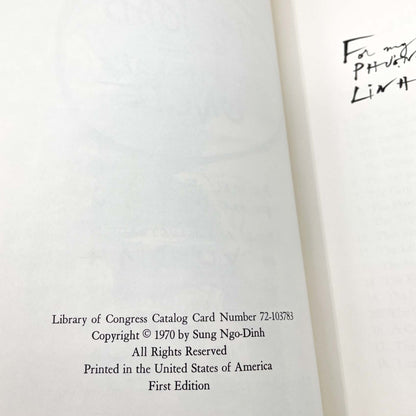 Library of Congress Catalog Card Number 72-103783
Copyright © 1970 by Sung Ngo-Dinh
All Rights Reserved
Printed in the United States of America
First Edition
For my
LINH